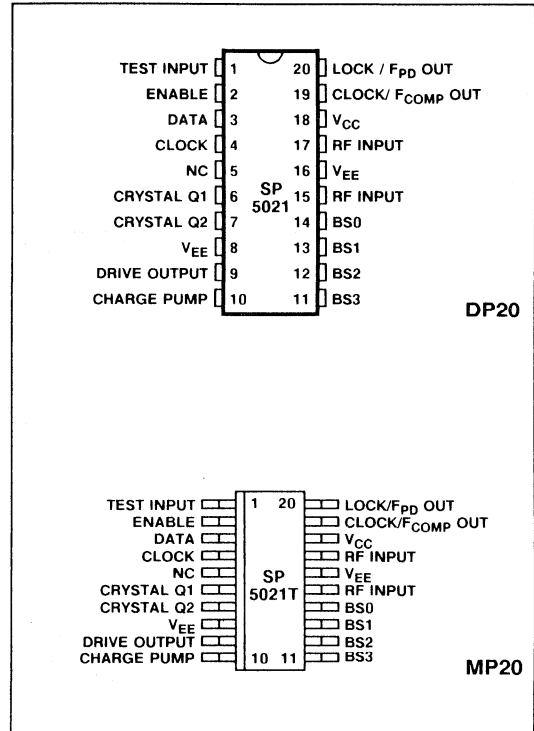 TEST INPUT 1 20 LOCK / FPD OUT
ENABLE 2 19 CLOCK/ FCOMP OUT
DATA 3 18 VCC
CLOCK 4 17 RF INPUT
NC 5 16 VEE
CRYSTAL Q1 6 SP 5021 15 RF INPUT
CRYSTAL Q2 7 14 BS0
VEE 8 13 BS1
DRIVE OUTPUT 9 12 BS2
CHARGE PUMP 10 11 BS3
DP20
TEST INPUT 1 20 LOCK/FPD OUT
ENABLE CLOCK/FCOMP OUT
DATA VCC
CLOCK RF INPUT
NC SP VEE
CRYSTAL Q1 5021T RF INPUT
CRYSTAL Q2 BS0
VEE BS1
DRIVE OUTPUT BS2
CHARGE PUMP 10 11 BS3
MP20